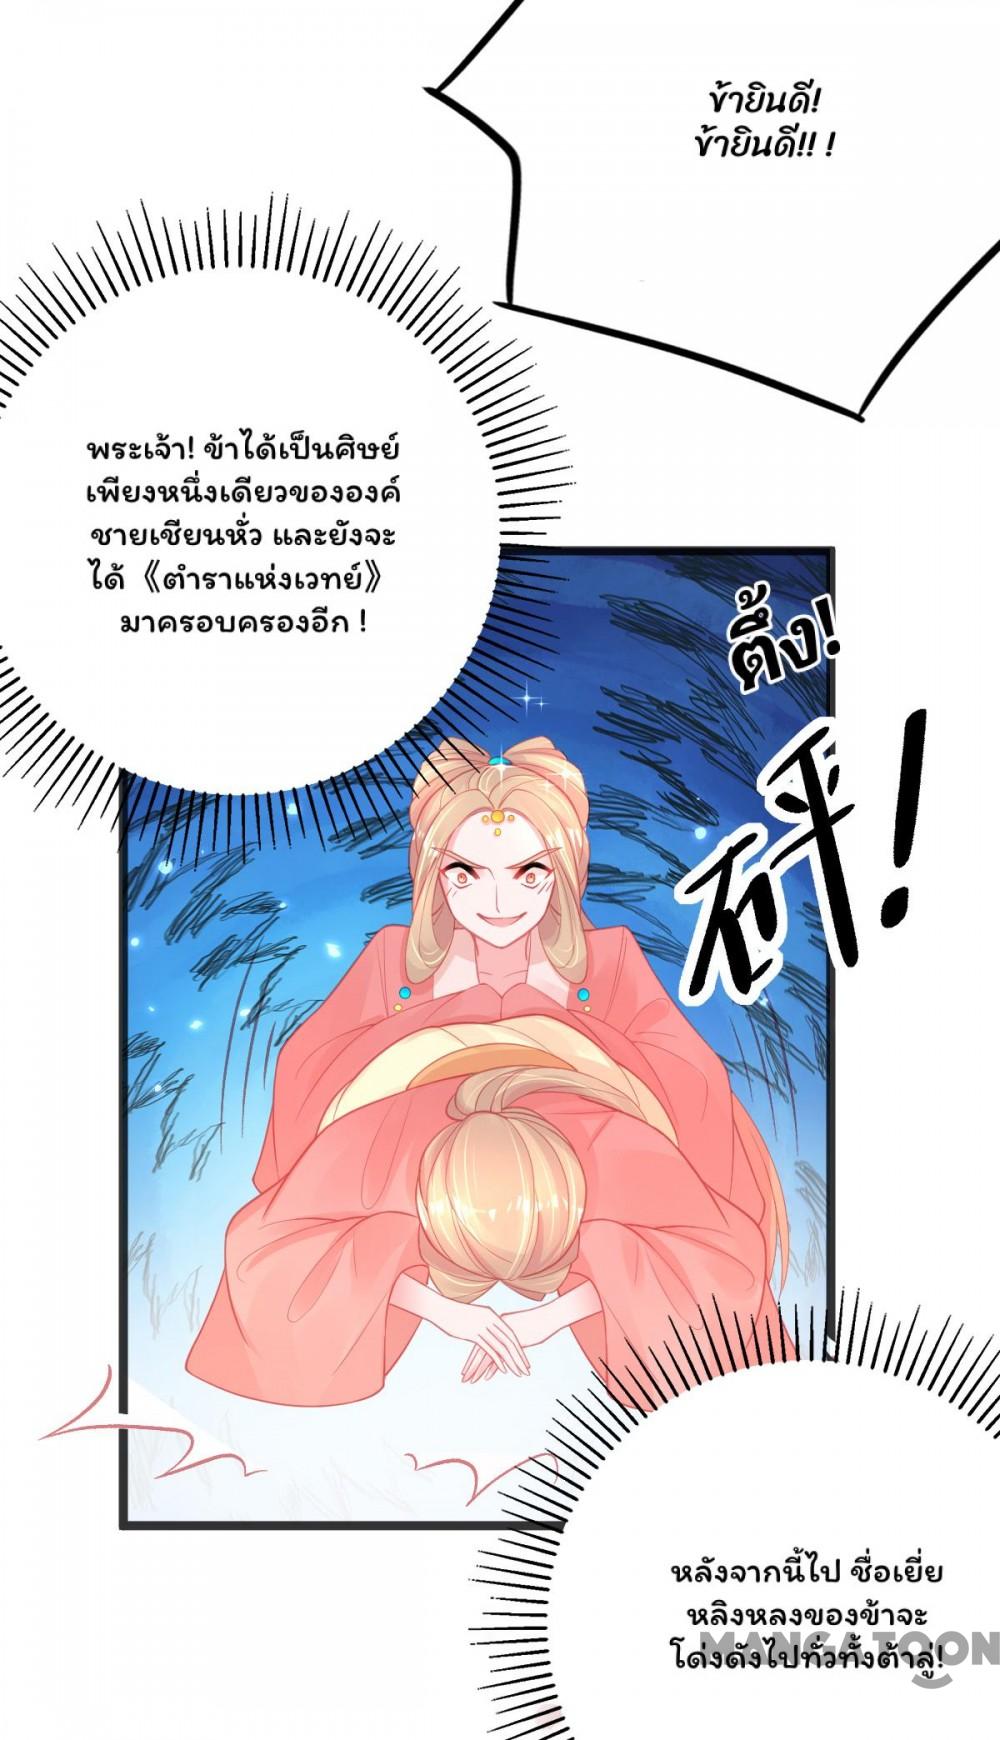 ข้ายินดี!
ข้ายินดี!! !
พระเจ้า! ข้าได้เป็นศิษย์
เพียงหนึ่งเดียวขององค์
ชายเชียนหั่ว และยังจะ
ได้《ตำราแห่งเวทย์》
มาครอบครองอีก !
ตึ้ง!
砰!
หลังจากนี้ไป ชื่อเยี่ย
หลิงหลงของข้าจะ
โด่งดังไปทั่วทั้งต้าลู่!
MANGATOON